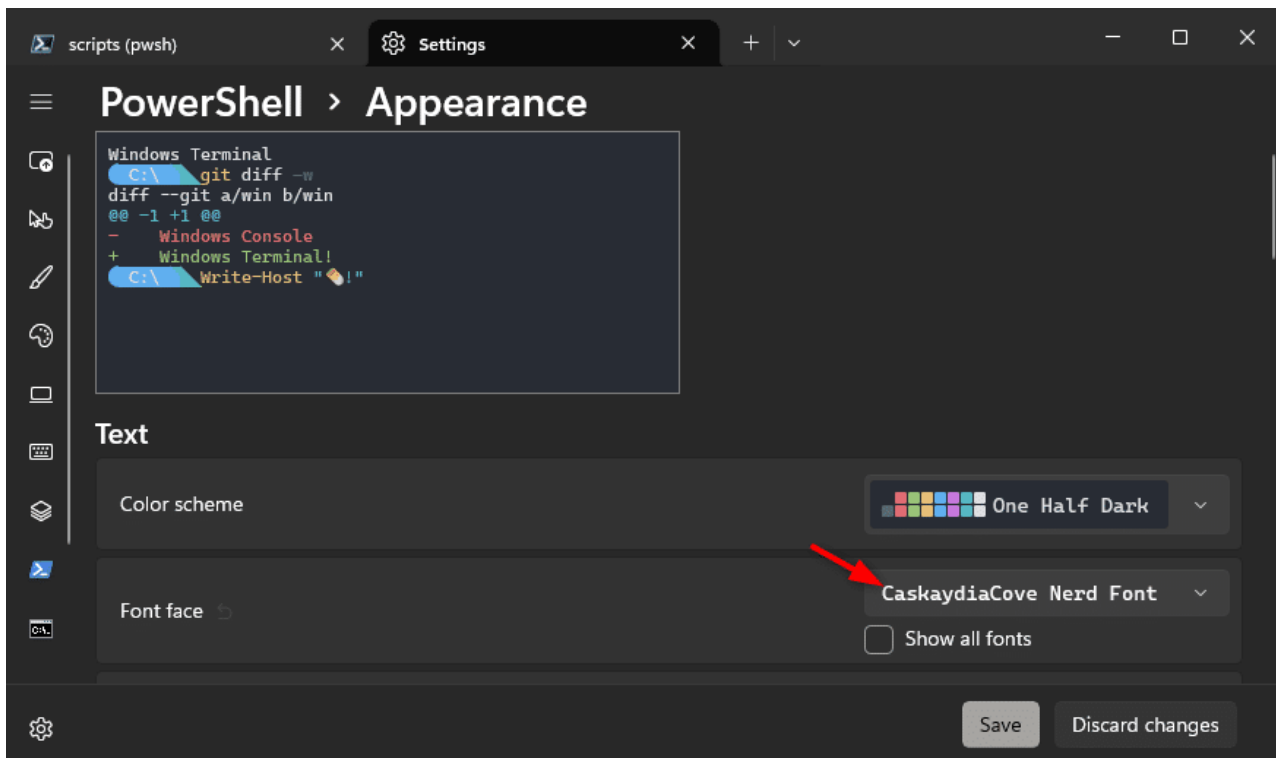 scripts (pwsh)
Settings
PowerShell > Appearance
Windows Terminal
C:\ git diff -w
diff --git a/win b/win
@@ -1 +1 @@
-    Windows Console
+    Windows Terminal!
C:\ Write-Host "!"
Text
Color scheme
One Half Dark
Font face
CaskaydiaCove Nerd Font
Show all fonts
C:\_
Save
Discard changes